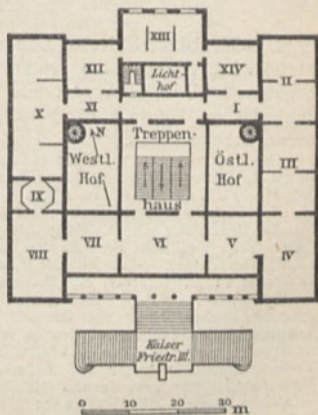 XIII
XII
Licht-
hof
XIV
II
X
XI
I
N
Treppen-
haus
Westl.
Hof
Östl.
Hof
III
IX
VIII
VII
VI
V
IV
Kaiser
Friedr. III.
0 10 20 30 m